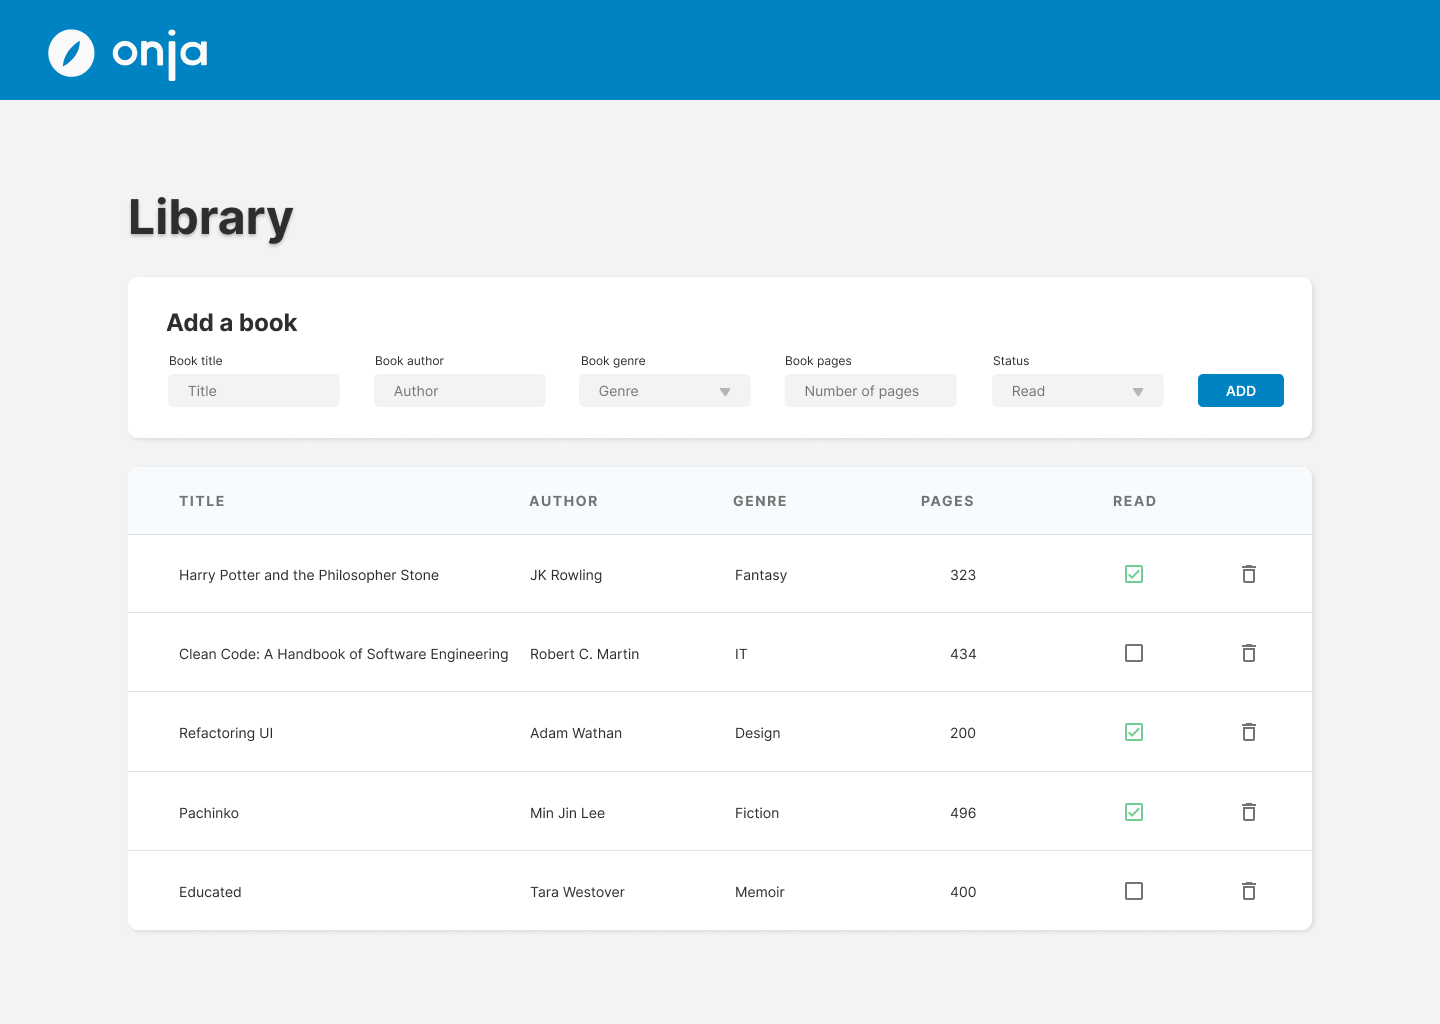 onja
Library
Add a book
Book title Book author Book genre Book pages Status
Title Author Genre Number of pages Read ADD
TITLE AUTHOR GENRE PAGES READ
Harry Potter and the Philosopher Stone JK Rowling Fantasy 323
Clean Code: A Handbook of Software Engineering Robert C. Martin IT 434
Refactoring UI Adam Wathan Design 200
Pachinko Min Jin Lee Fiction 496
Educated Tara Westover Memoir 400